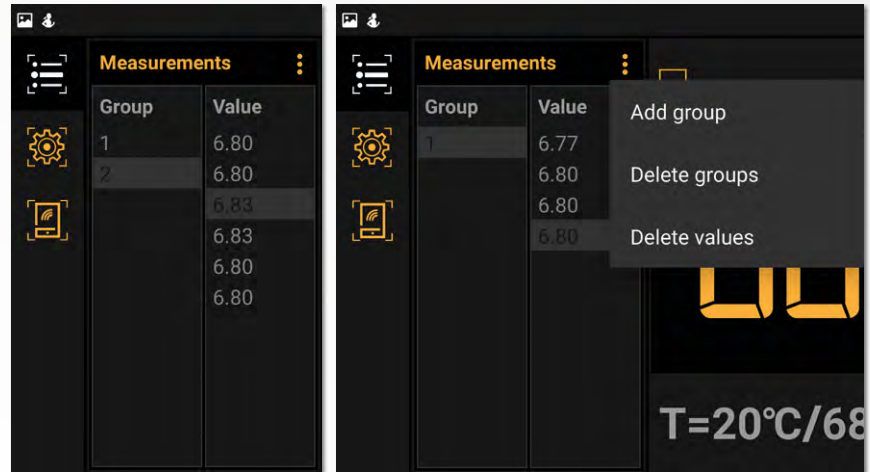 Measurements
Group Value
1 6.80
2 6.80
6.83
6.83
6.80
6.80
Measurements
Group Value
1 6.77
6.80
6.80
6.80
Add group
Delete groups
Delete values
T=20°C/68